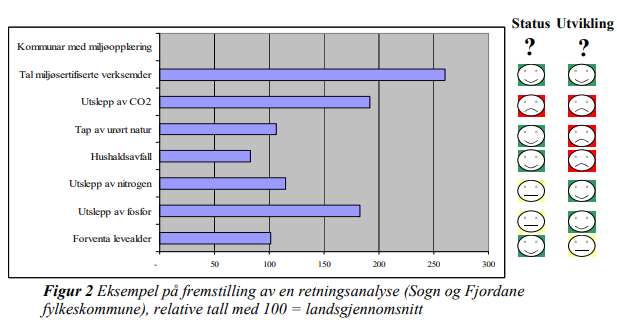 Status Utvikling
Kommunar med miljøopplæring ? ?
Tal miljøsertifiserte verksemder
Utslepp av CO2
Tap av urørt natur
Hushaldsavfall
Utslepp av nitrogen
Utslepp av fosfor
Forventa levealder
- 50 100 150 200 250 300
Figur 2 Eksempel på fremstilling av en retningsanalyse (Sogn og Fjordane
fylkeskommune), relative tall med 100 = landsgjennomsnitt